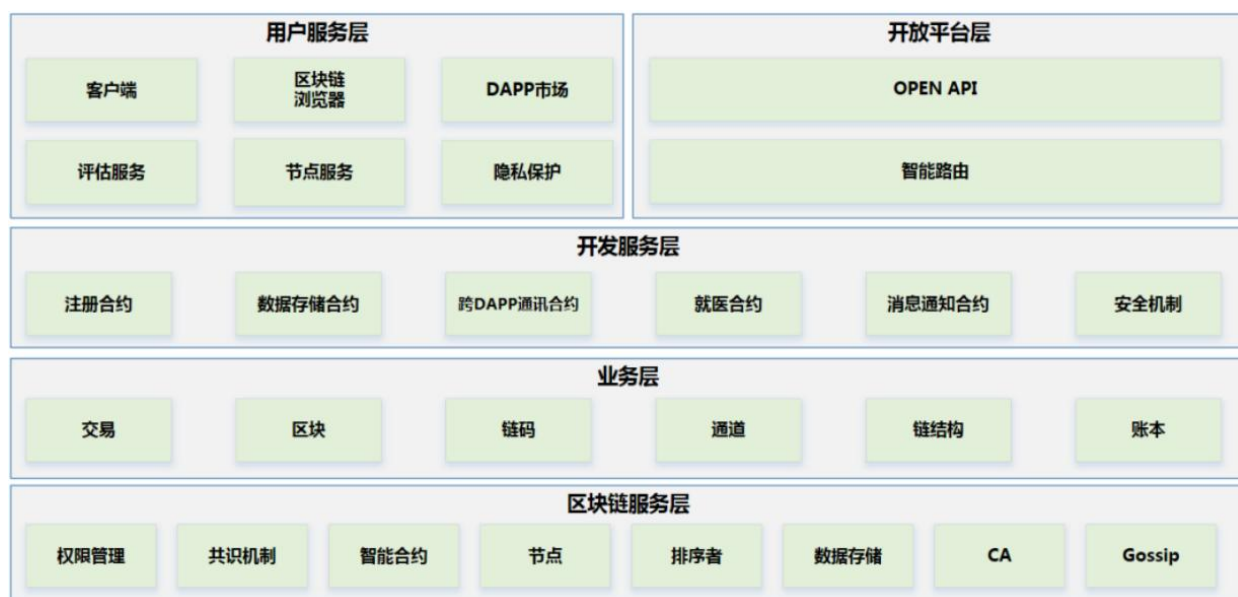 用户服务层
客户端
区块链
浏览器
DAPP市场
评估服务
节点服务
隐私保护
开放平台层
OPEN API
智能路由
开发服务层
注册合约
数据存储合约
跨DAPP通讯合约
就医合约
消息通知合约
安全机制
业务层
交易
区块
链码
通道
链结构
账本
区块链服务层
权限管理
共识机制
智能合约
节点
排序者
数据存储
CA
Gossip